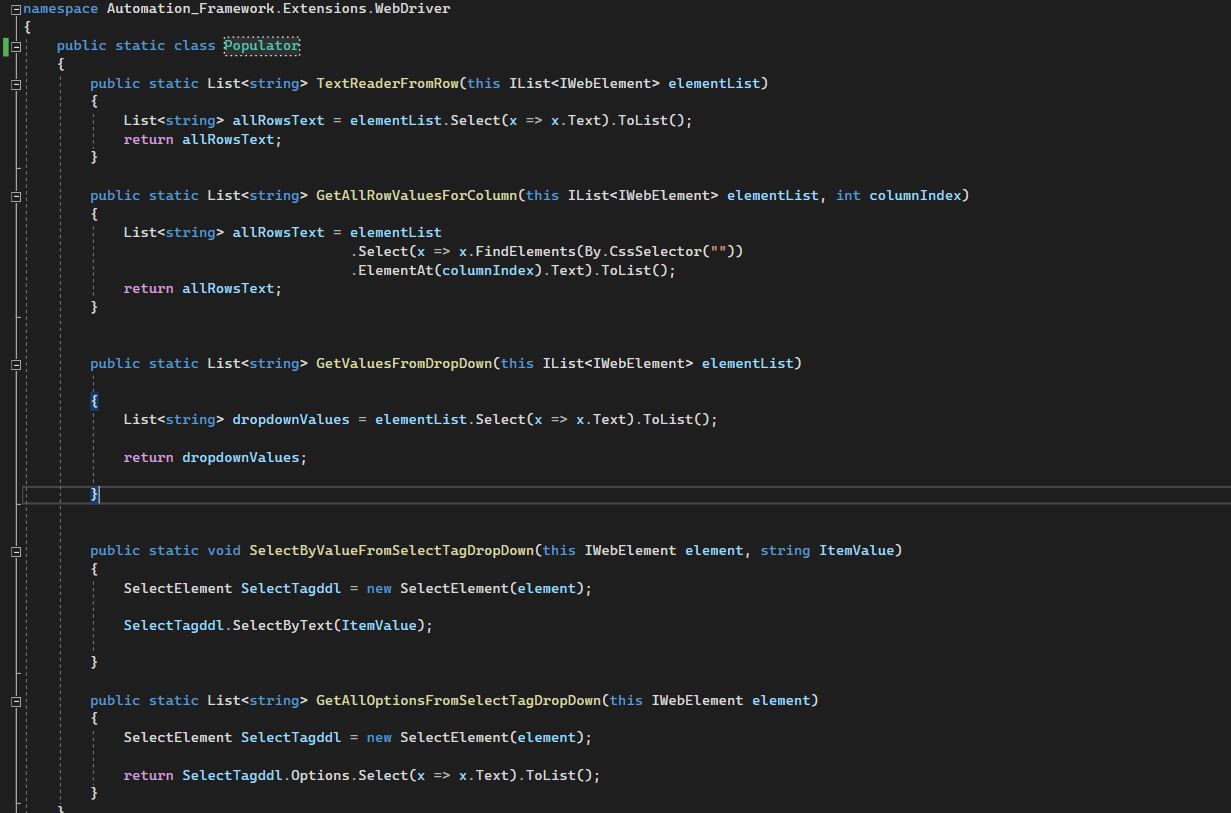 namespace Automation_Framework.Extensions.WebDriver
{
    public static class Populator
    {
        public static List<string> TextReaderFromRow(this IList<IWebElement> elementList)
        {
            List<string> allRowsText = elementList.Select(x => x.Text).ToList();
            return allRowsText;
        }
        public static List<string> GetAllRowValuesForColumn(this IList<IWebElement> elementList, int columnIndex)
        {
            List<string> allRowsText = elementList
                                       .Select(x => x.FindElements(By.CssSelector(""))
                                       .ElementAt(columnIndex).Text).ToList();
            return allRowsText;
        }
        public static List<string> GetValuesFromDropDown(this IList<IWebElement> elementList)
        {
            List<string> dropdownValues = elementList.Select(x => x.Text).ToList();
            return dropdownValues;
        }
        public static void SelectByValueFromSelectTagDropDown(this IWebElement element, string ItemValue)
        {
            SelectElement SelectTagddl = new SelectElement(element);
            SelectTagddl.SelectByText(ItemValue);
        }
        public static List<string> GetAllOptionsFromSelectTagDropDown(this IWebElement element)
        {
            SelectElement SelectTagddl = new SelectElement(element);
            return SelectTagddl.Options.Select(x => x.Text).ToList();
        }
    }